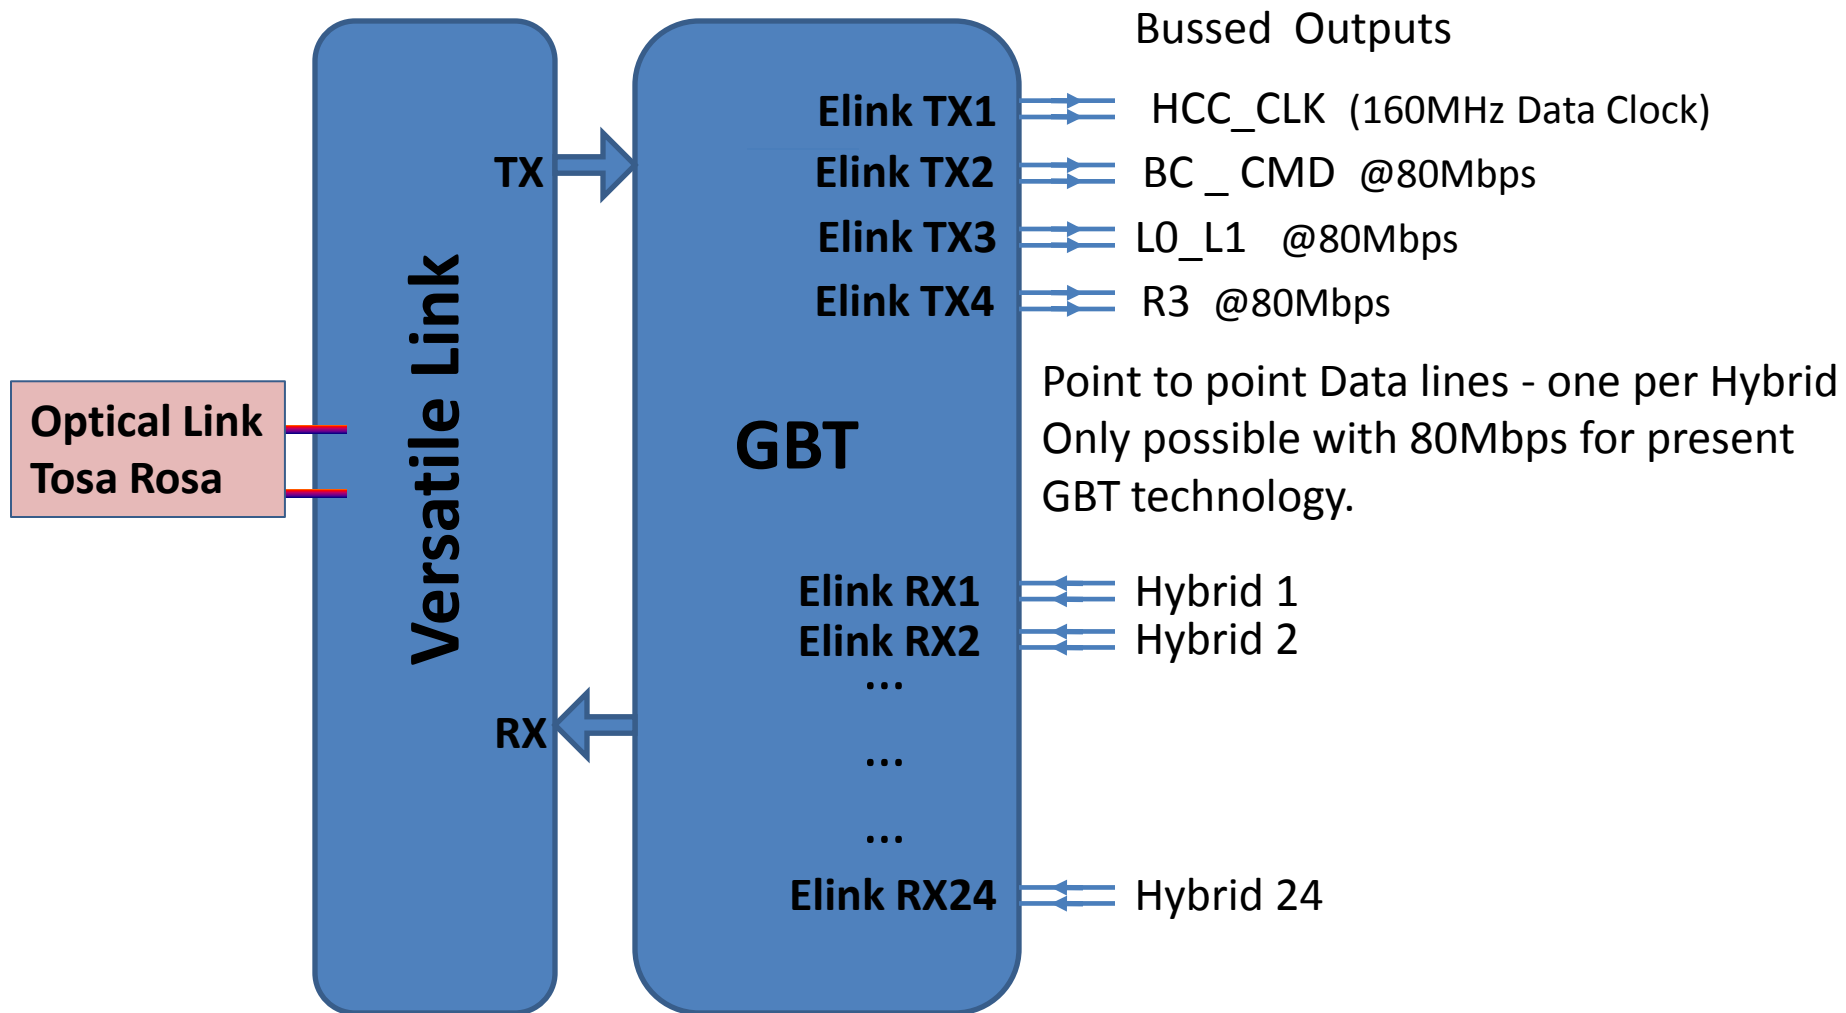 Bussed Outputs
Elink TX1
HCC_CLK (160MHz Data Clock)
TX
Elink TX2
BC _ CMD @80Mbps
Elink TX3
L0_L1 @80Mbps
Elink TX4
R3 @80Mbps
Versatile Link
GBT
Optical Link
Tosa Rosa
Point to point Data lines - one per Hybrid
Only possible with 80Mbps for present
GBT technology.
Elink RX1
Hybrid 1
Elink RX2
Hybrid 2
...
RX
...
...
Elink RX24
Hybrid 24